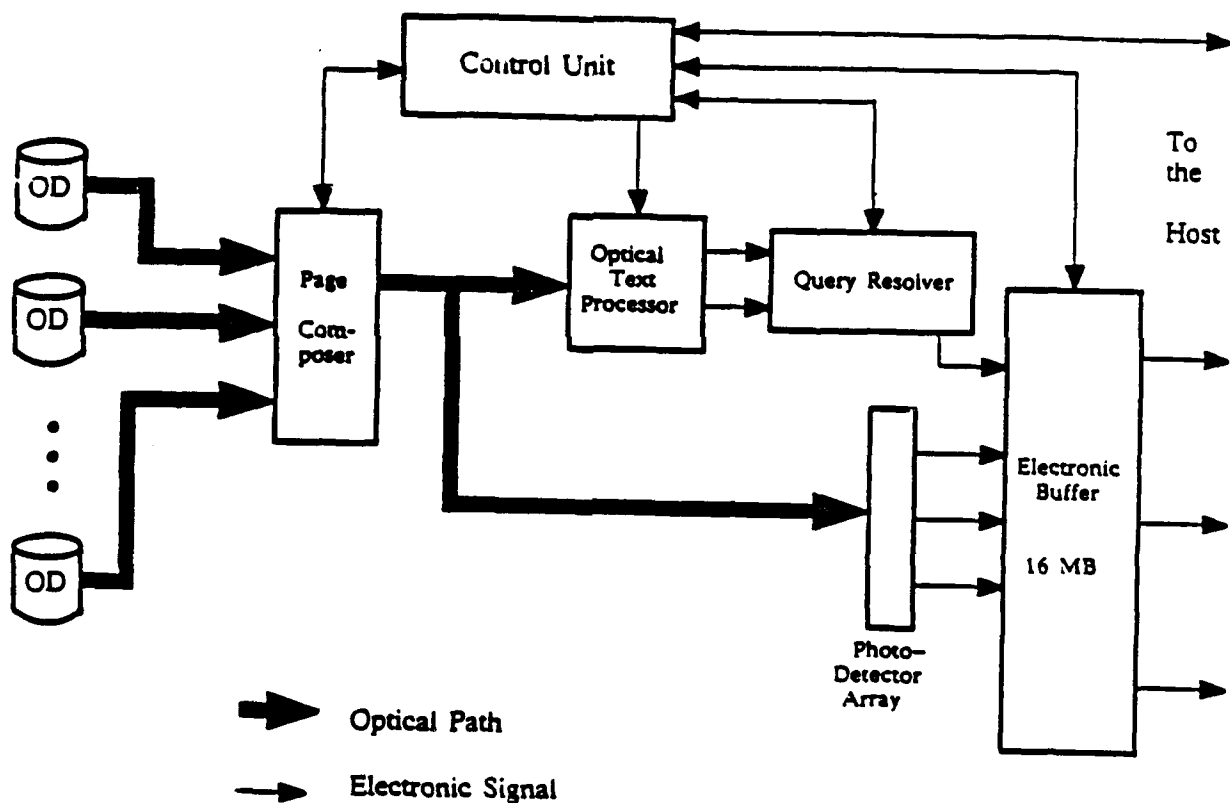 Control Unit
To
the
Host
OD
OD
OD
Page
Com-
poser
Optical
Text
Processor
Query Resolver
Electronic
Buffer
16 MB
Photo-
Detector
Array
Optical Path
Electronic Signal